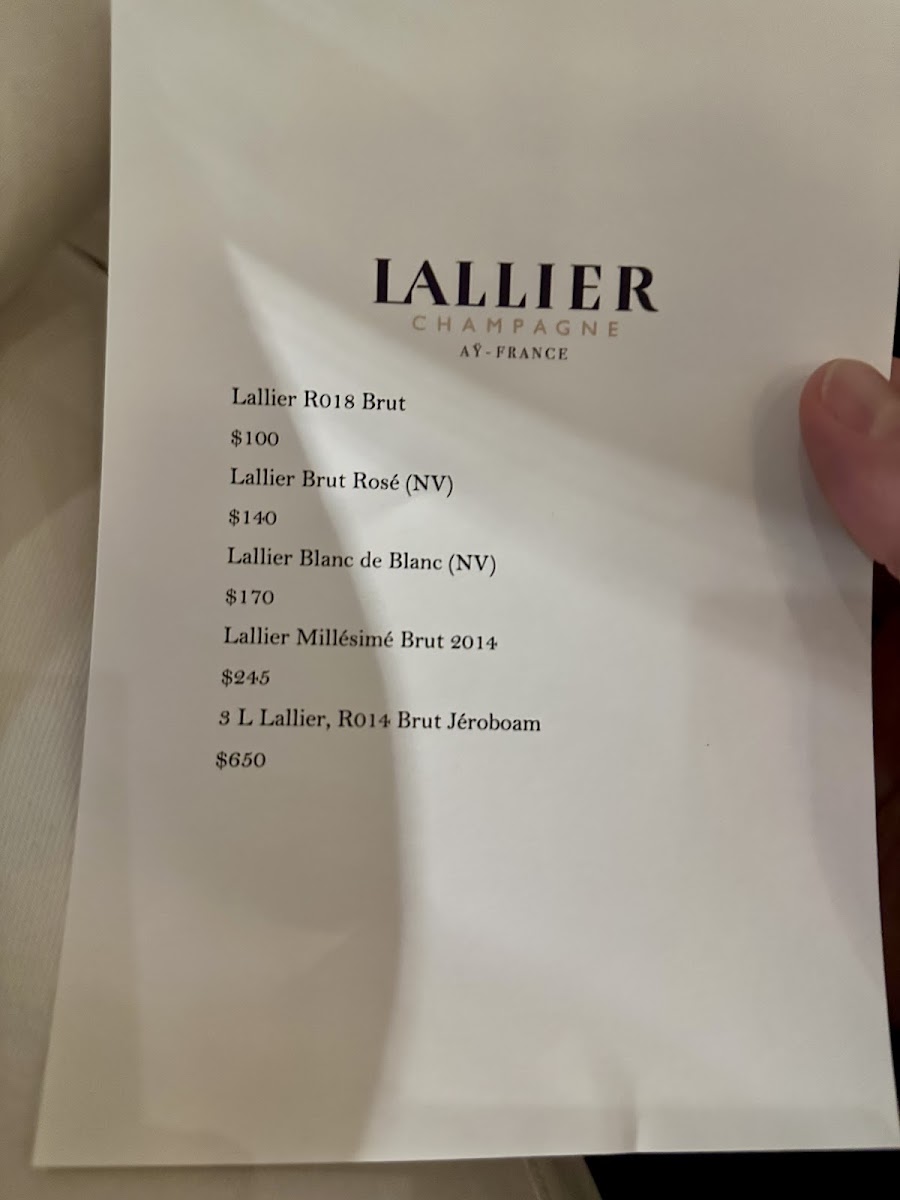 LALLIER
CHAMPAGNE
AŸ-FRANCE
Lallier R018 Brut
$100
Lallier Brut Rosé (NV)
$140
Lallier Blanc de Blanc (NV)
$170
Lallier Millésimé Brut 2014
$245
3 L Lallier, R014 Brut Jéroboam
$650